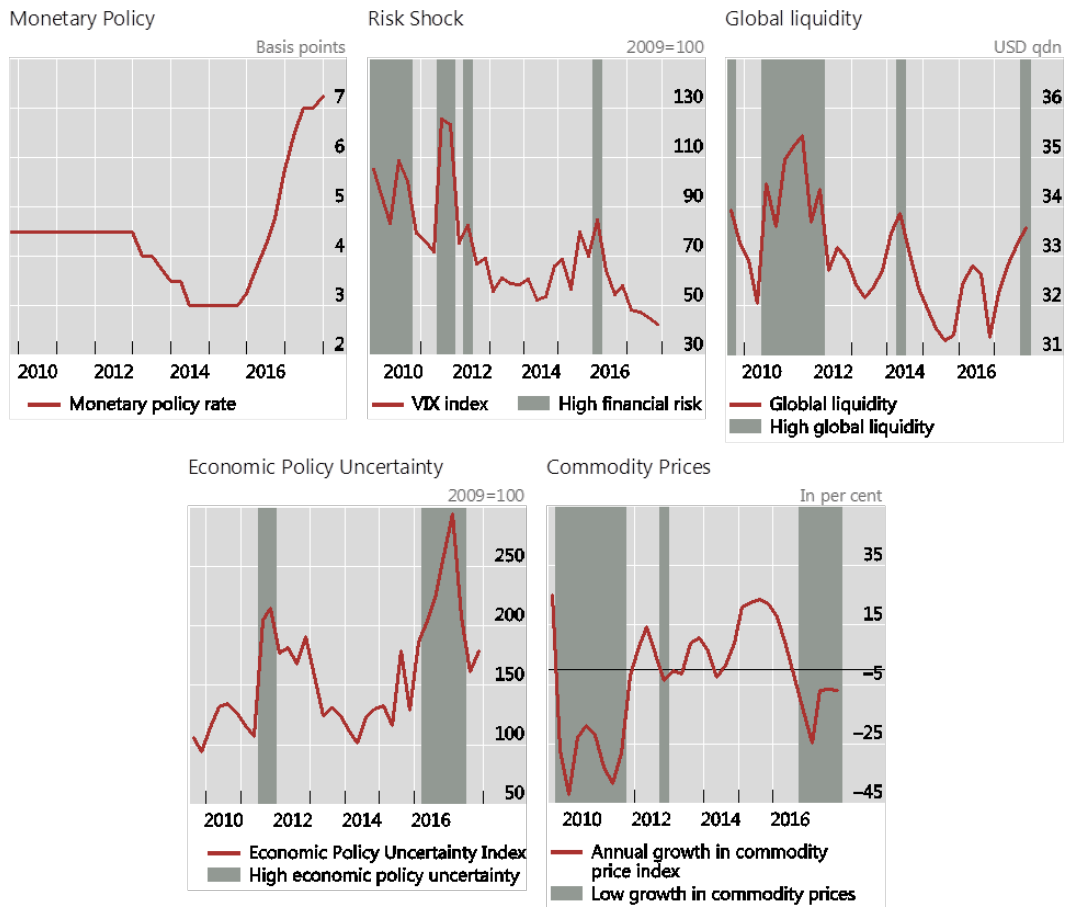 Monetary Policy
Basis points
7
6
5
4
3
2
2010 2012 2014 2016
Monetary policy rate
Risk Shock
2009=100
130
110
90
70
50
30
2010 2012 2014 2016
VIX index High financial risk
Global liquidity
USD qdn
36
35
34
33
32
31
2010 2012 2014 2016
Globlal liquidity
High global liquidity
Economic Policy Uncertainty
2009=100
250
200
150
100
50
2010 2012 2014 2016
Economic Policy Uncertainty Index
High economic policy uncertainty
Commodity Prices
In per cent
35
15
–5
–25
–45
2010 2012 2014 2016
Annual growth in commodity
price index
Low growth in commodity prices